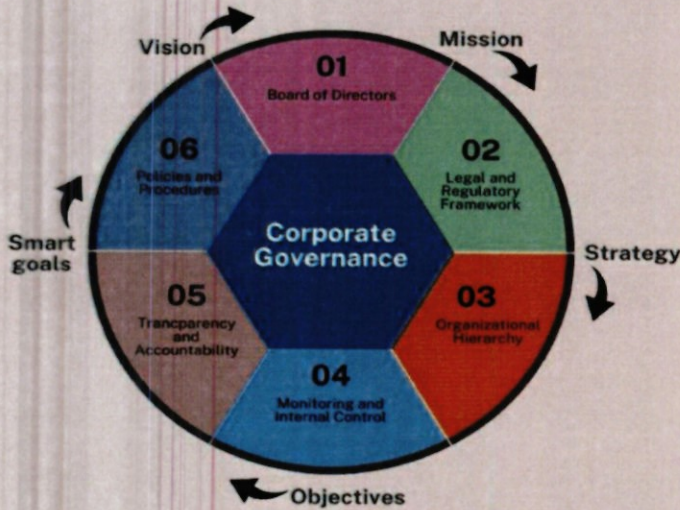 Vision
Mission
01
Board of Directors
06
Policies and
Procedures
02
Legal and
Regulatory
Framework
Corporate
Governance
Smart
goals
Strategy
05
Trancparency
and
Accountability
03
Organizational
Hierarchy
04
Monitoring and
Internal Control
Objectives